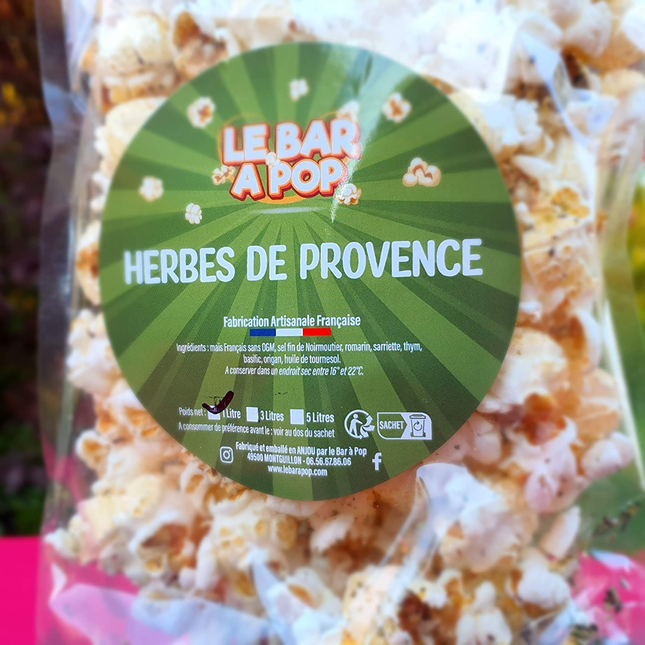 LE BAR
A POP
HERBES DE PROVENCE
Fabrication Artisanale Française
Ingrédients : maïs Français sans OGM, sel fin de Noirmoutier, romarin, sarriette, thym,
basilic, origan, huile de tournesol.
A conserver dans un endroit sec entre 16° et 22°C.
Poids net : 1 Litre 3 Litres 5 Litres
A consommer de préférence avant le : voir au dos du sachet
SACHET
Fabriqué et emballé en ANJOU par le Bar à Pop
49500 MONTGUILLON - 06.56.67.86.06
www.lebarapop.com